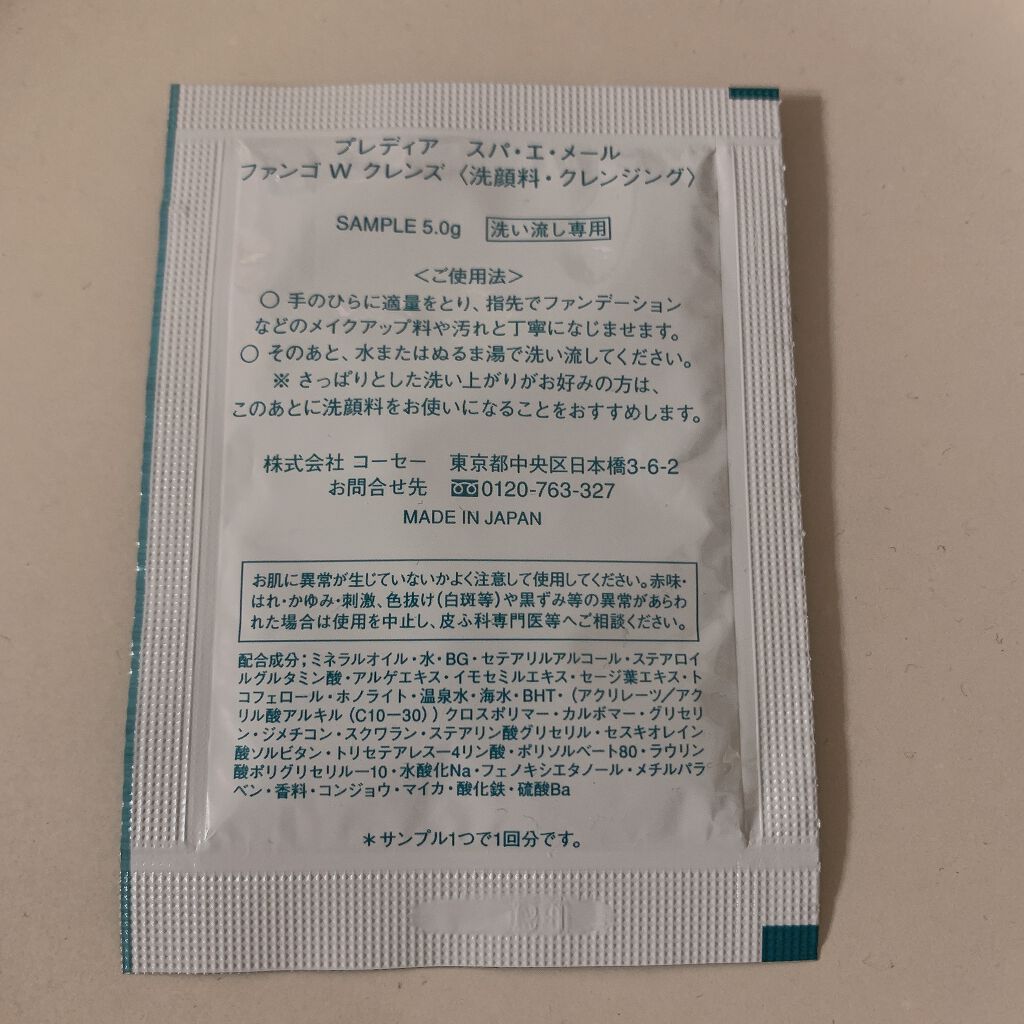 プレディア　スパ・エ・メール
ファンゴ W クレンズ〈洗顔料・クレンジング〉
SAMPLE 5.0g 洗い流し専用
＜ご使用法＞
○ 手のひらに適量をとり、指先でファンデーション
などのメイクアップ料や汚れと丁寧になじませます。
○ そのあと、水またはぬるま湯で洗い流してください。
※ さっぱりとした洗い上がりがお好みの方は、
このあとに洗顔料をお使いになることをおすすめします。
株式会社 コーセー　東京都中央区日本橋3-6-2
お問合せ先　0120-763-327
MADE IN JAPAN
お肌に異常が生じていないかよく注意して使用してください。赤味・
はれ・かゆみ・刺激、色抜け(白斑等)や黒ずみ等の異常があらわ
れた場合は使用を中止し、皮ふ科専門医等へご相談ください。
配合成分；ミネラルオイル・水・BG・セテアリルアルコール・ステアロイ
ルグルタミン酸・アルゲエキス・イモセミルエキス・セージ葉エキス・ト
コフェロール・ホノライト・温泉水・海水・BHT・（アクリレーツ／アク
リル酸アルキル（C10－30））クロスポリマー・カルボマー・グリセリ
ン・ジメチコン・スクワラン・ステアリン酸グリセリル・セスキオレイン
酸ソルビタン・トリセテアレス－4リン酸・ポリソルベート80・ラウリン
酸ポリグリセリル－10・水酸化Na・フェノキシエタノール・メチルパラ
ベン・香料・コンジョウ・マイカ・酸化鉄・硫酸Ba
＊サンプル1つで1回分です。